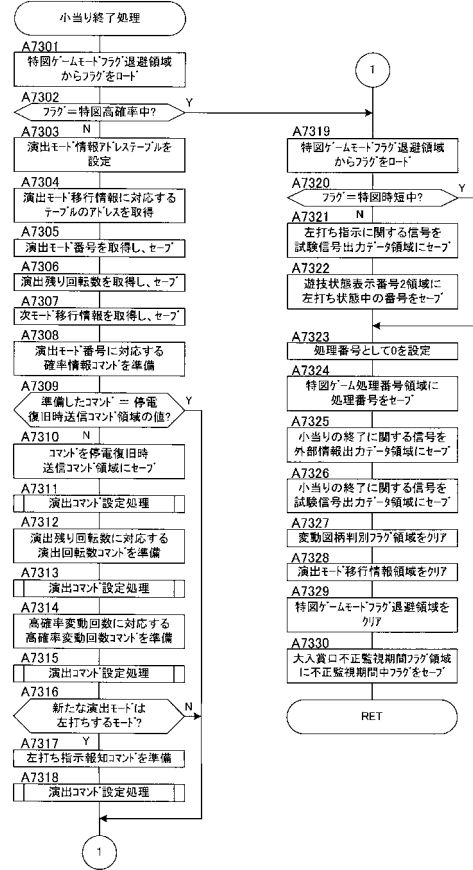 小当り終了処理
A7301
特図ゲームモードフラグ退避領域
からフラグをロード
A7302
フラグ＝特図高確率中?
Y
N
A7303
演出モード情報アドレステーブルを
設定
A7304
演出モード移行情報に対応する
テーブルのアドレスを取得
A7305
演出モード番号を取得し、セーブ
A7306
演出残り回転数を取得し、セーブ
A7307
次モード移行情報を取得し、セーブ
A7308
演出モード番号に対応する
確率情報コマンドを準備
A7309
準備したコマンド ＝ 停電
復旧時送信コマンド領域の値?
Y
N
A7310
コマンドを停電復旧時
送信コマンド領域にセーブ
A7311
演出コマンド設定処理
A7312
演出残り回転数に対応する
演出回転数コマンドを準備
A7313
演出コマンド設定処理
A7314
高確率変動回数に対応する
高確率変動回数コマンドを準備
A7315
演出コマンド設定処理
A7316
新たな演出モードは
左打ちするモード?
N
Y
A7317
左打ち指示報知コマンドを準備
A7318
演出コマンド設定処理
1
1
A7319
特図ゲームモードフラグ退避領域
からフラグをロード
A7320
フラグ＝特図時短中?
Y
N
A7321
左打ち指示に関する信号を
試験信号出力データ領域にセーブ
A7322
遊技状態表示番号2領域に
左打ち状態中の番号をセーブ
A7323
処理番号として0を設定
A7324
特図ゲーム処理番号領域に
処理番号をセーブ
A7325
小当りの終了に関する信号を
外部情報出力データ領域にセーブ
A7326
小当りの終了に関する信号を
試験信号出力データ領域にセーブ
A7327
変動図柄判別フラグ領域をクリア
A7328
演出モード移行情報領域をクリア
A7329
特図ゲームモードフラグ退避領域を
クリア
A7330
大入賞口不正監視期間フラグ領域
に不正監視期間中フラグをセーブ
RET